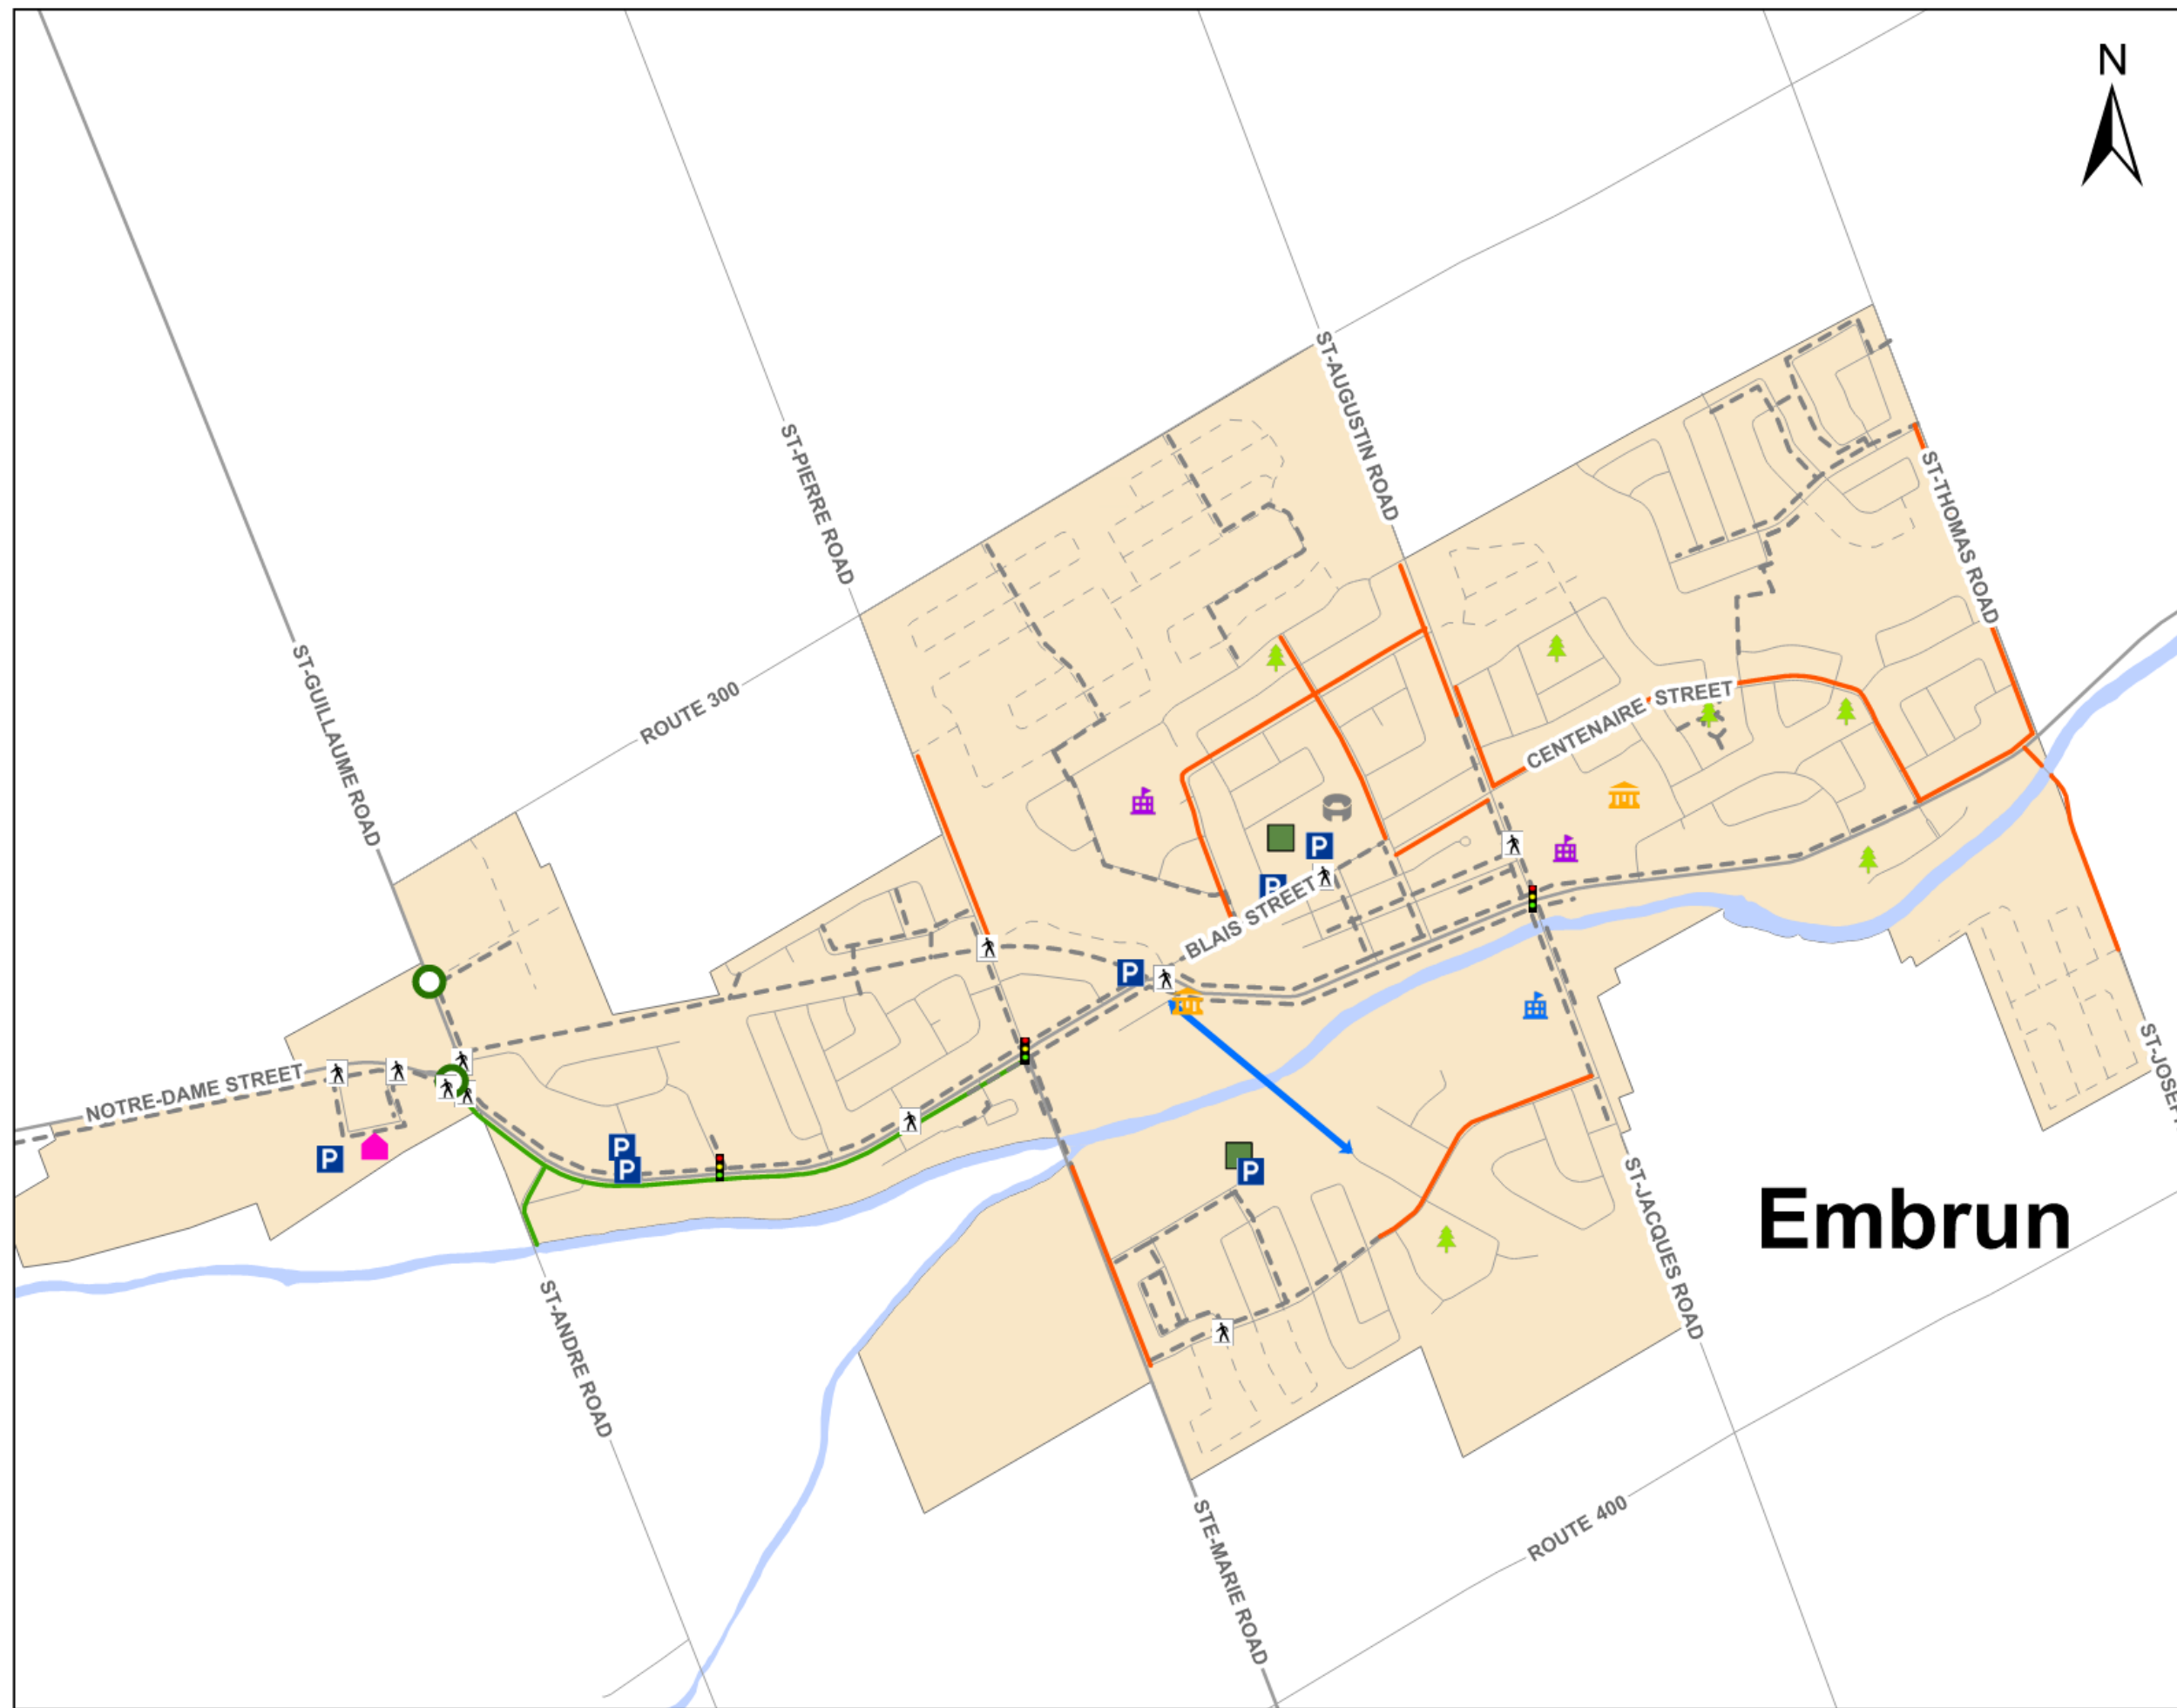 N
ST-AUGUSTIN ROAD
ST-PIERRE ROAD
ST-THOMAS ROAD
ST-GUILLAUME ROAD
ROUTE 300
CENTENAIRE STREET
P
P
BLAIS STREET
P
NOTRE-DAME STREET
P
P
P
P
ST-JOSEP
ST-JACQUES ROAD
Embrun
ST-ANDRE ROAD
STE-MARIE ROAD
ROUTE 400